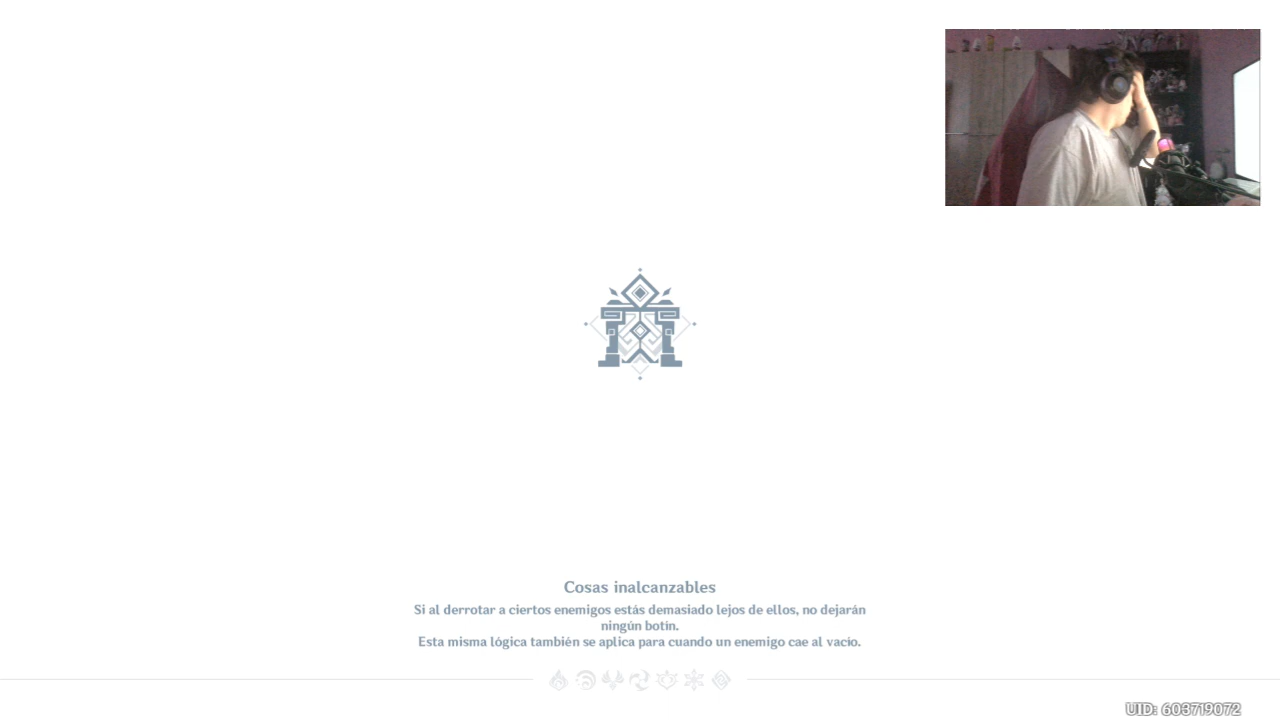 Cosas inalcanzables
Si al derrotar a ciertos enemigos estás demasiado lejos de ellos, no dejarán
ningún botín.
Esta misma lógica también se aplica para cuando un enemigo cae al vacío.
UID: 603719072